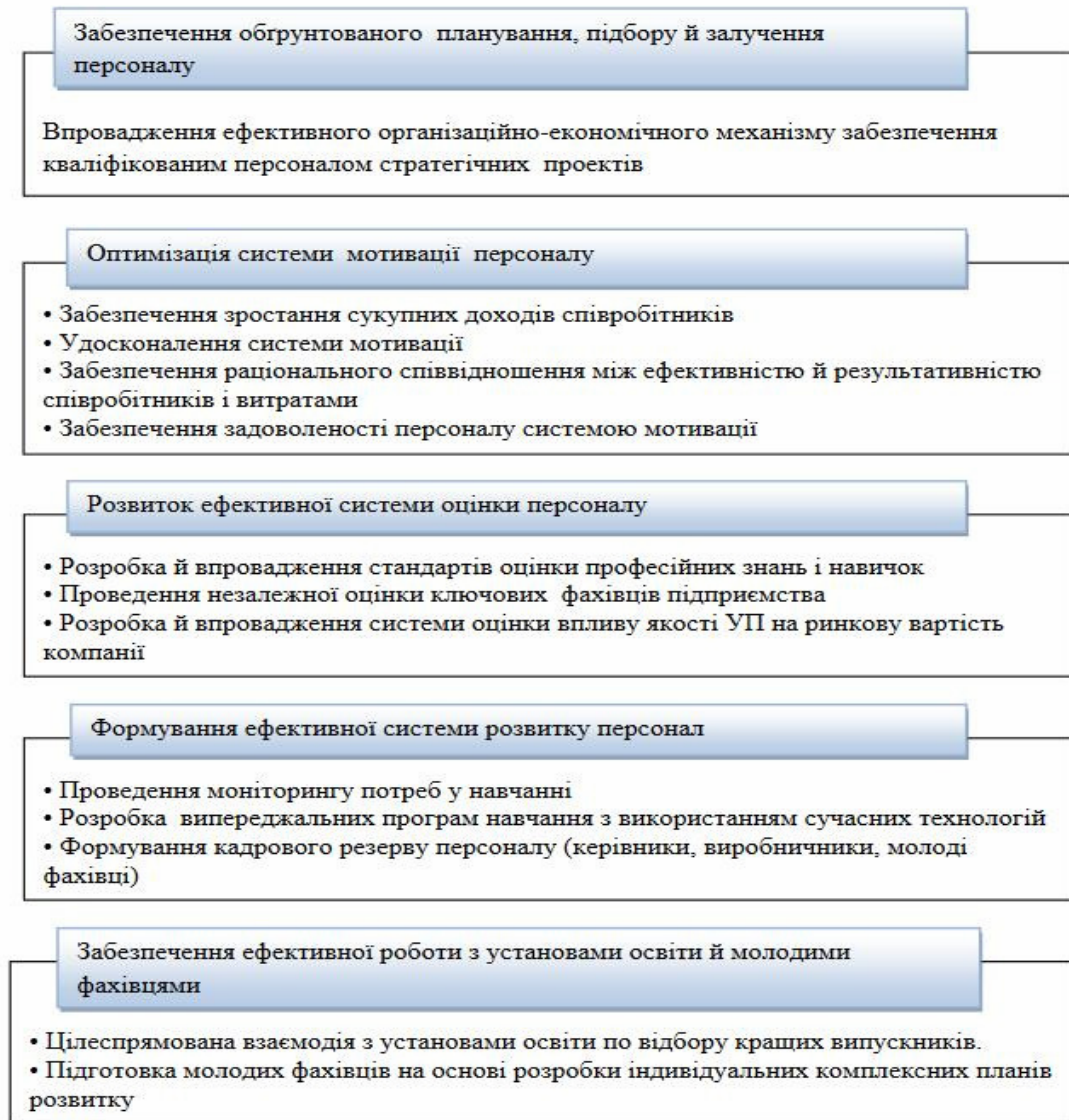 Забезпечення обґрунтованого планування, підбору й залучення
персоналу
Впровадження ефективного організаційно-економічного механізму забезпечення
кваліфікованим персоналом стратегічних проектів
Оптимізація системи мотивації персоналу
• Забезпечення зростання сукупних доходів співробітників
• Удосконалення системи мотивації
• Забезпечення раціонального співвідношення між ефективністю й результативністю
співробітників і витратами
• Забезпечення задоволеності персоналу системою мотивації
Розвиток ефективної системи оцінки персоналу
• Розробка й впровадження стандартів оцінки професійних знань і навичок
• Проведення незалежної оцінки ключових фахівців підприємства
• Розробка й впровадження системи оцінки впливу якості УП на ринкову вартість
компанії
Формування ефективної системи розвитку персонал
• Проведення моніторингу потреб у навчанні
• Розробка випереджальних програм навчання з використанням сучасних технологій
• Формування кадрового резерву персоналу (керівники, виробничники, молоді
фахівці)
Забезпечення ефективної роботи з установами освіти й молодими
фахівцями
• Цілеспрямована взаємодія з установами освіти по відбору кращих випускників.
• Підготовка молодих фахівців на основі розробки індивідуальних комплексних планів
розвитку